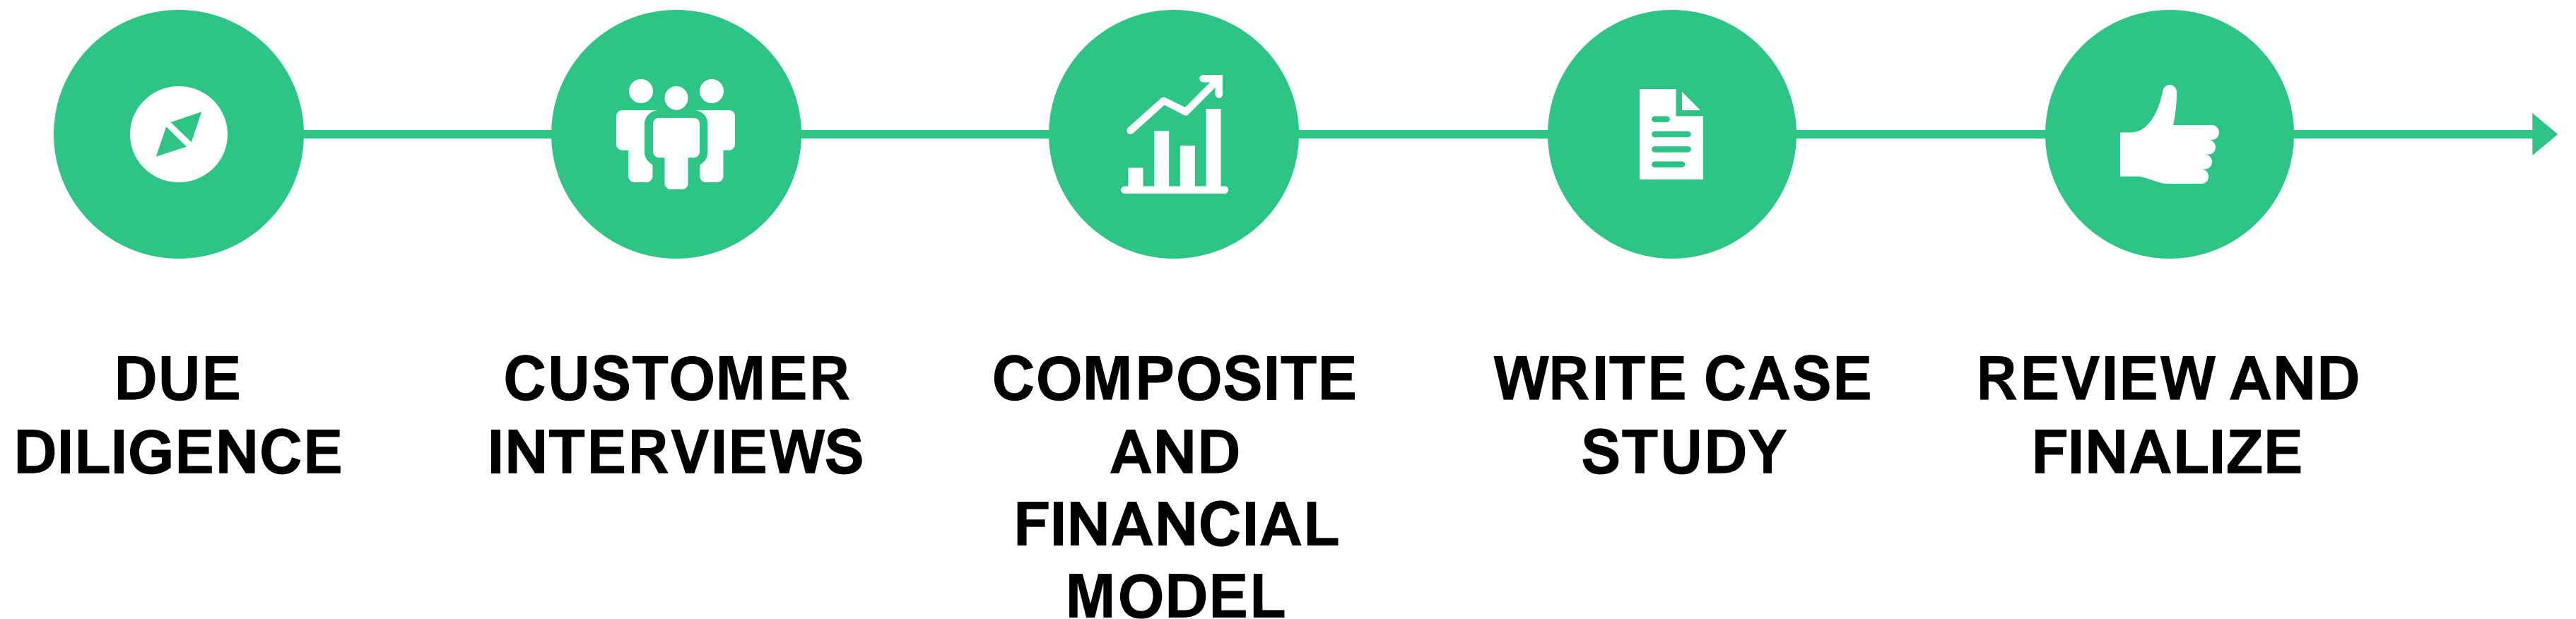 DUE
DILIGENCE
CUSTOMER
INTERVIEWS
COMPOSITE
AND
FINANCIAL
MODEL
WRITE CASE
STUDY
REVIEW AND
FINALIZE